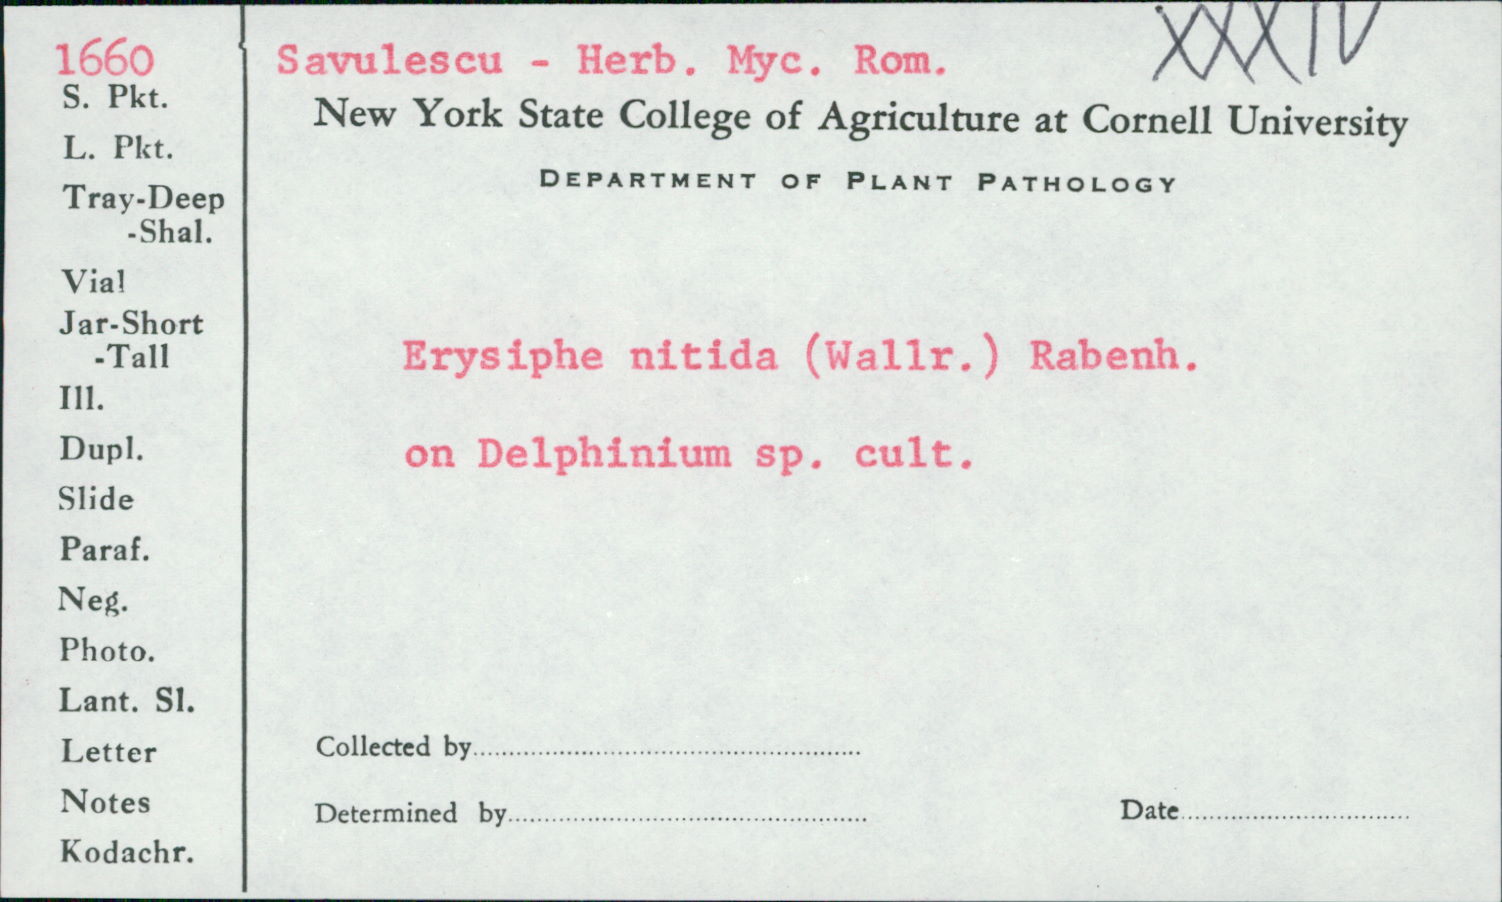 1660
S. Pkt.
L. Pkt.
Tray-Deep
-Shal.
Vial
Jar-Short
-Tall
Ill.
Dupl.
Slide
Paraf.
Neg.
Photo.
Lant. Sl.
Letter
Notes
Kodachr.
XXXIV
Savulescu - Herb. Myc. Rom.
New York State College of Agriculture at Cornell University
DEPARTMENT OF PLANT PATHOLOGY
Erysiphe nitida (Wallr.) Rabenh.
on Delphinium sp. cult.
Collected by
Determined by
Date